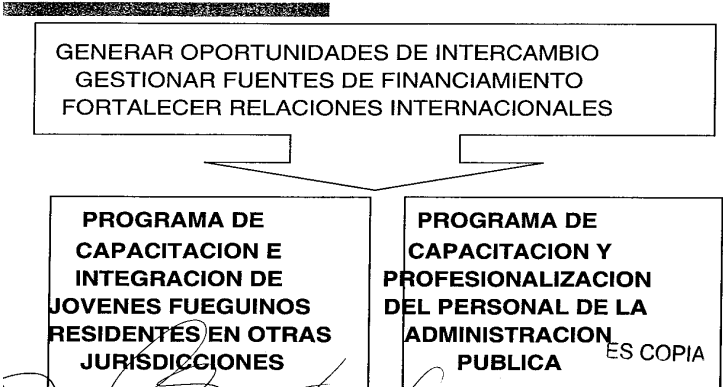 GENERAR OPORTUNIDADES DE INTERCAMBIO
GESTIONAR FUENTES DE FINANCIAMIENTO
FORTALECER RELACIONES INTERNACIONALES
PROGRAMA DE
CAPACITACION E
INTEGRACION DE
JOVENES FUEGUINOS
RESIDENTES EN OTRAS
JURISDICCIONES
PROGRAMA DE
CAPACITACION Y
PROFESIONALIZACION
DEL PERSONAL DE LA
ADMINISTRACION
PUBLICA
ES COPIA